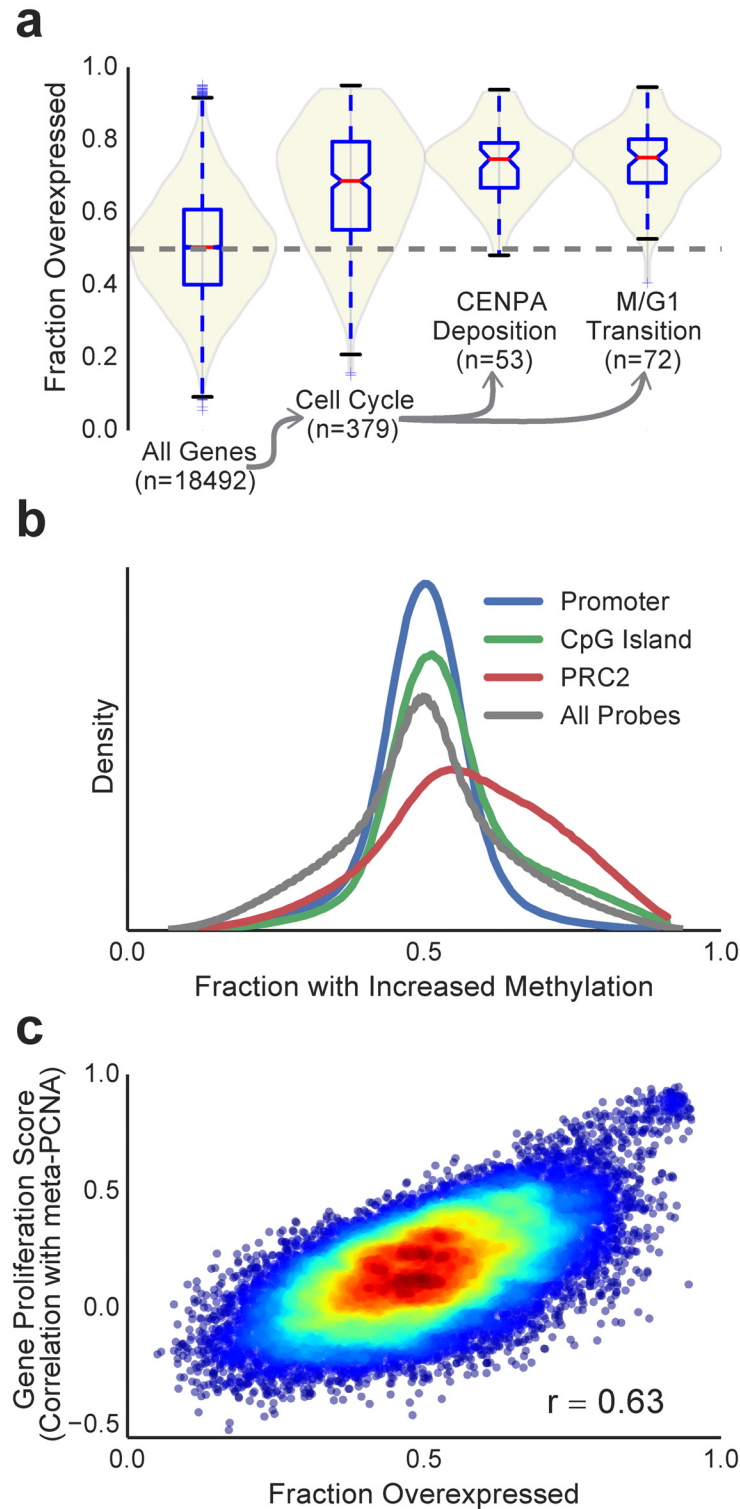 a
Fraction Overexpressed
1.0
0.8
0.6
0.4
0.2
0.0
All Genes
(n=18492)
Cell Cycle
(n=379)
CENPA
Deposition
(n=53)
M/G1
Transition
(n=72)
b
Density
Promoter
CpG Island
PRC2
All Probes
0.0
0.5
1.0
Fraction with Increased Methylation
c
Gene Proliferation Score
(Correlation with meta-PCNA)
1.0
0.5
0.0
−0.5
r = 0.63
0.0
0.5
1.0
Fraction Overexpressed